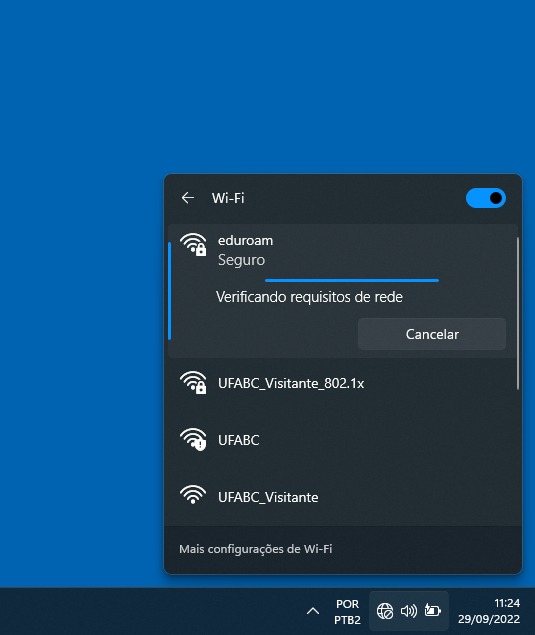 Wi-Fi
eduroam
Seguro
Verificando requisitos de rede
Cancelar
UFABC_Visitante_802.1x
UFABC
UFABC_Visitante
Mais configurações de Wi-Fi
POR
PTB2
11:24
29/09/2022